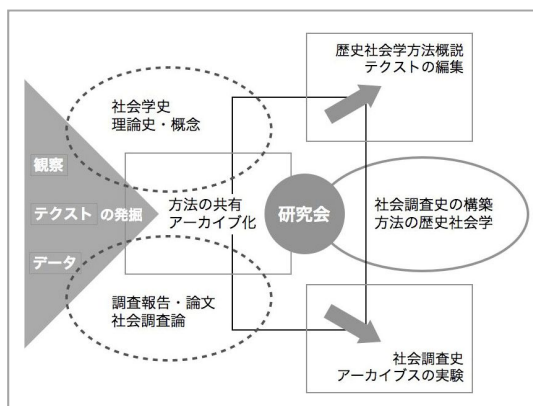 観察
テクスト の発掘
データ
社会学史
理論史・概念
方法の共有
アーカイブ化
調査報告・論文
社会調査論
研究会
歴史社会学方法概説
テクストの編集
社会調査史の構築
方法の歴史社会学
社会調査史
アーカイブスの実験